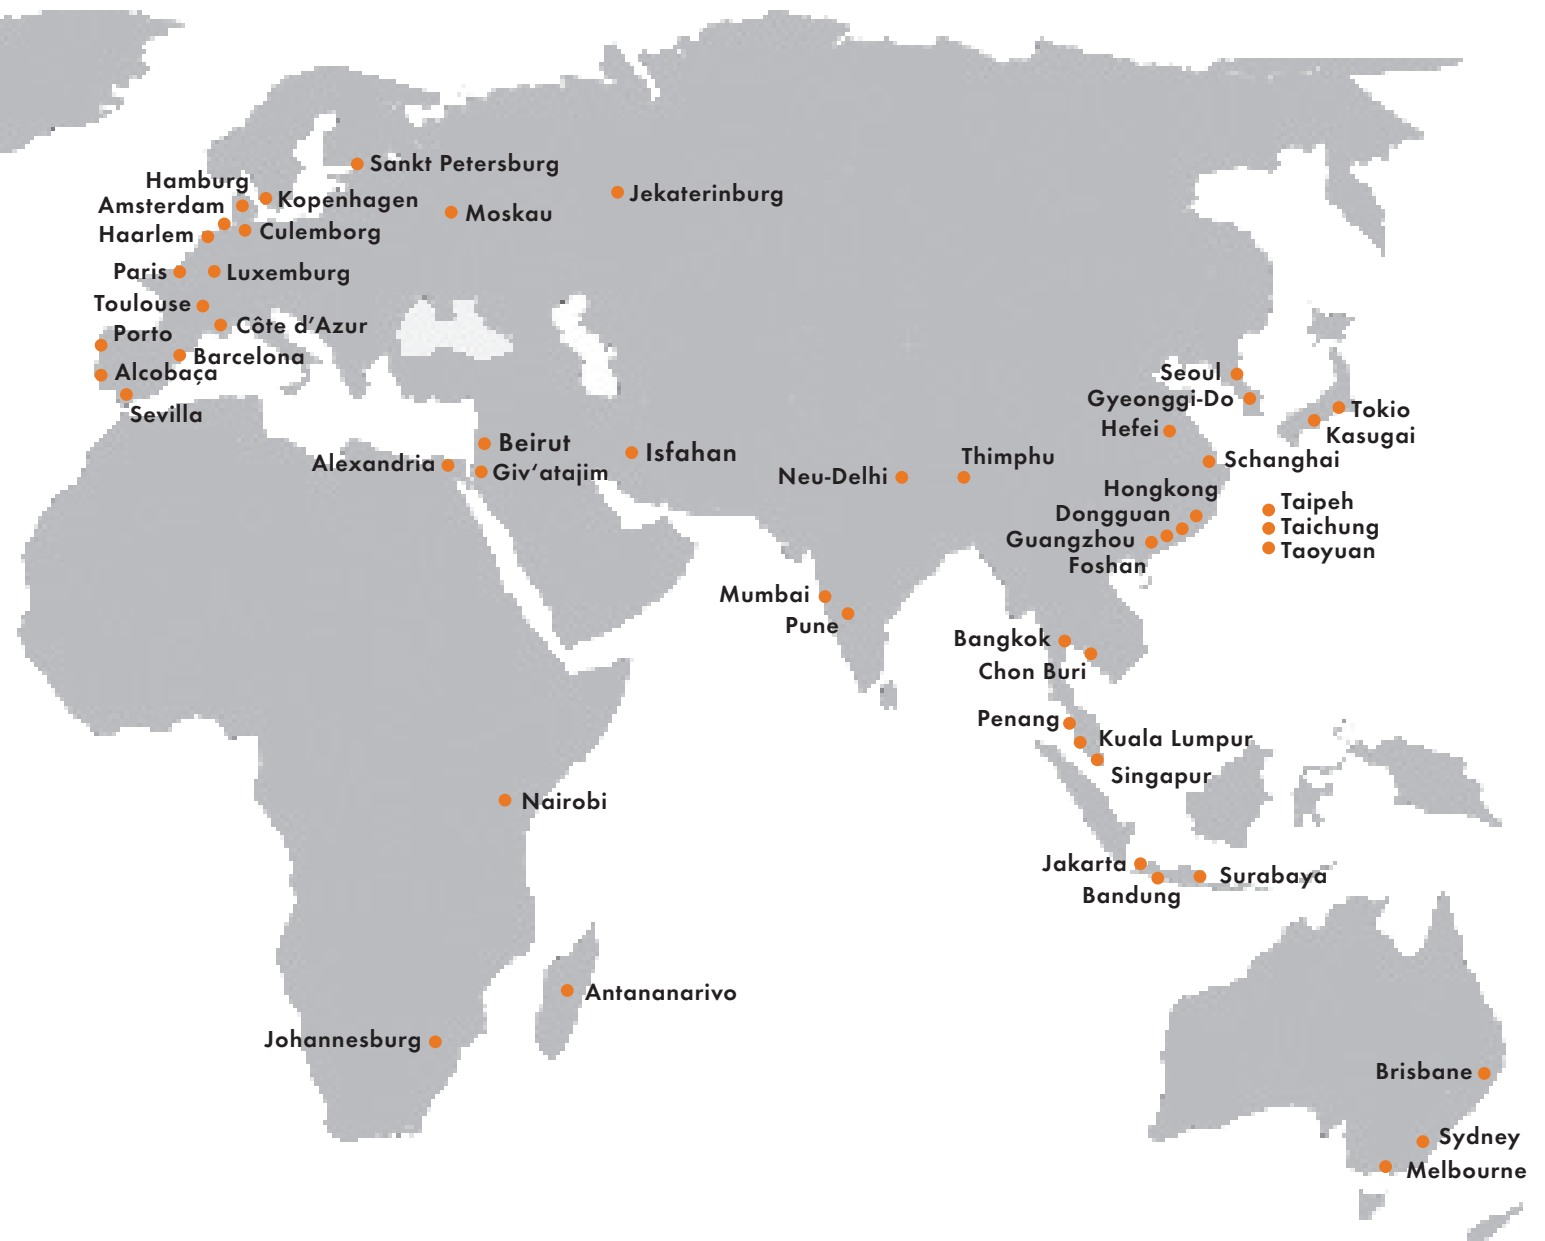 Sankt Petersburg
Hamburg
Kopenhagen
Jekaterinburg
Amsterdam
Moskau
Haarlem
Culemborg
Paris
Luxemburg
Toulouse
Côte d’Azur
Porto
Barcelona
Alcobaça
Sevilla
Seoul
Gyeonggi-Do
Tokio
Hefei
Kasugai
Beirut
Isfahan
Thimphu
Schanghai
Alexandria
Giv‘atajim
Neu-Delhi
Hongkong
Taipeh
Dongguan
Taichung
Guangzhou
Taoyuan
Foshan
Mumbai
Pune
Bangkok
Chon Buri
Penang
Kuala Lumpur
Singapur
Nairobi
Jakarta
Surabaya
Bandung
Antananarivo
Johannesburg
Brisbane
Sydney
Melbourne